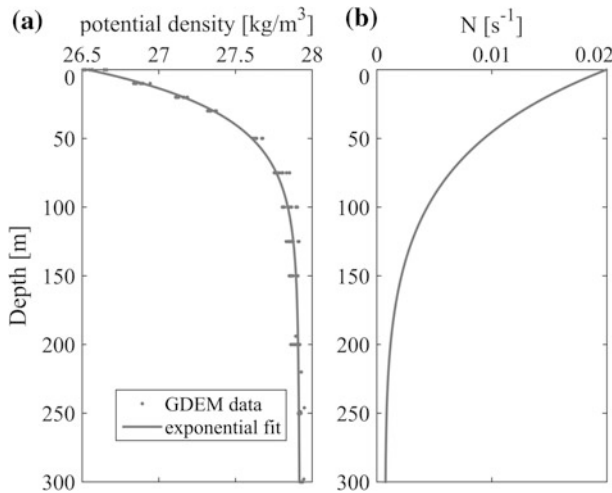 (a) potential density [kg/m³]
26.5 27 27.5 28
0
50
100
150
200
250
300
Depth [m]
GDEM data
exponential fit
(b) N [s⁻¹]
0 0.01 0.02
0
50
100
150
200
250
300